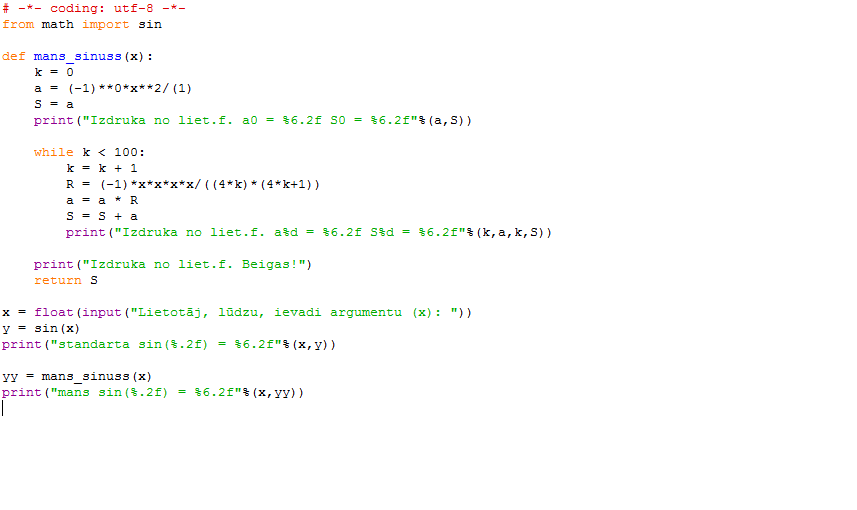 # -*- coding: utf-8 -*-
from math import sin
def mans_sinuss(x):
    k = 0
    a = (-1)**0*x**2/(1)
    S = a
    print("Izdruka no liet.f. a0 = %6.2f S0 = %6.2f"%(a,S))
    while k < 100:
        k = k + 1
        R = (-1)*x*x*x*x/((4*k)*(4*k+1))
        a = a * R
        S = S + a
        print("Izdruka no liet.f. a%d = %6.2f S%d = %6.2f"%(k,a,k,S))
    print("Izdruka no liet.f. Beigas!")
    return S
x = float(input("Lietotāj, lūdzu, ievadi argumentu (x): "))
y = sin(x)
print("standarta sin(%.2f) = %6.2f"%(x,y))
yy = mans_sinuss(x)
print("mans sin(%.2f) = %6.2f"%(x,yy))